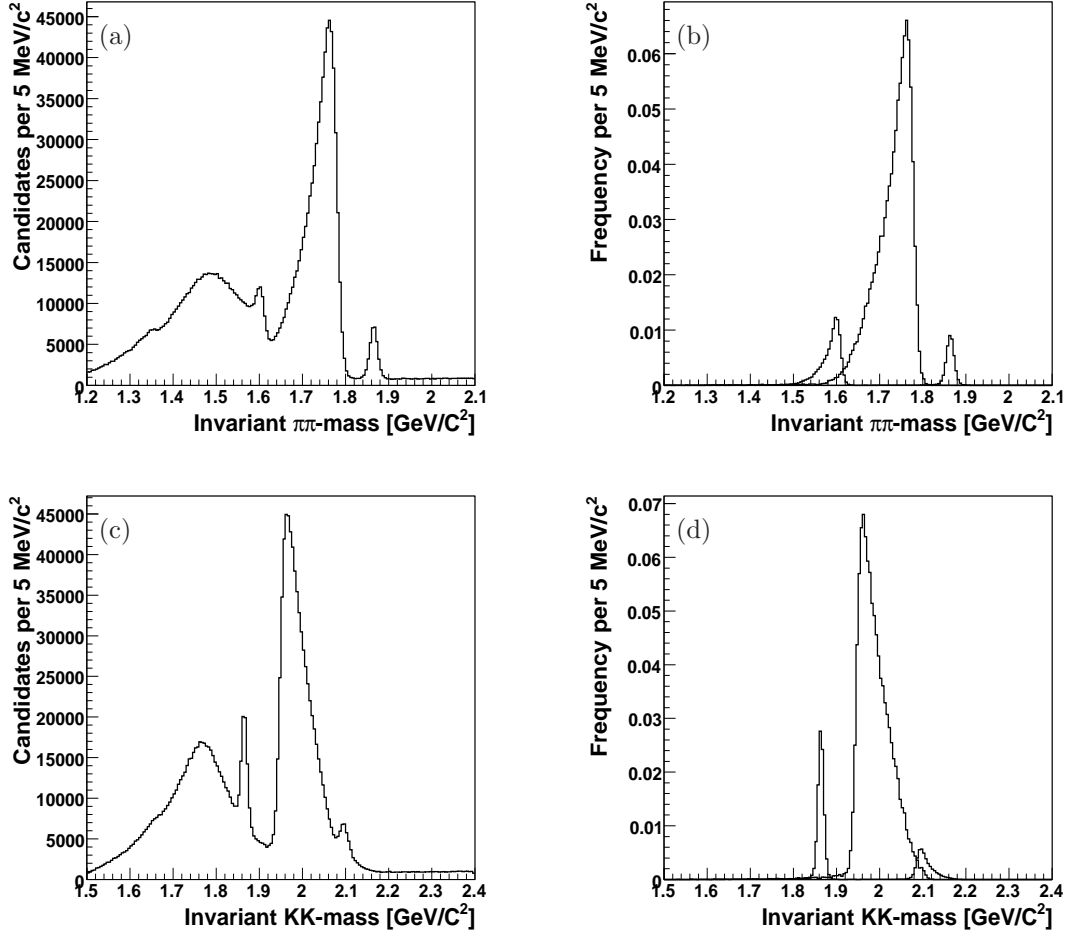 (a)
Candidates per 5 MeV/c²
45000
40000
35000
30000
25000
20000
15000
10000
5000
0
1.2 1.3 1.4 1.5 1.6 1.7 1.8 1.9 2 2.1
Invariant ππ-mass [GeV/C²]
(b)
Frequency per 5 MeV/c²
0.06
0.05
0.04
0.03
0.02
0.01
0
1.2 1.3 1.4 1.5 1.6 1.7 1.8 1.9 2 2.1
Invariant ππ-mass [GeV/C²]
(c)
Candidates per 5 MeV/c²
45000
40000
35000
30000
25000
20000
15000
10000
5000
0
1.5 1.6 1.7 1.8 1.9 2 2.1 2.2 2.3 2.4
Invariant KK-mass [GeV/C²]
(d)
Frequency per 5 MeV/c²
0.07
0.06
0.05
0.04
0.03
0.02
0.01
0
1.5 1.6 1.7 1.8 1.9 2 2.1 2.2 2.3 2.4
Invariant KK-mass [GeV/C²]